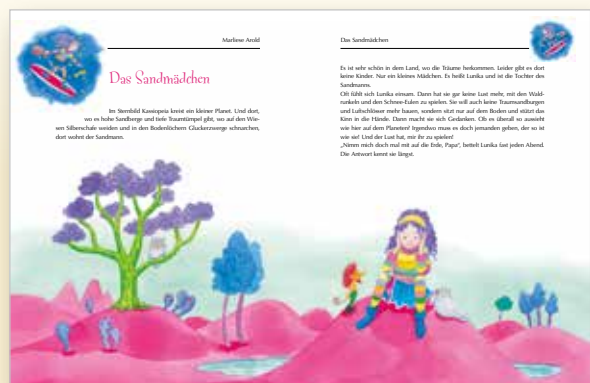 Marliese Arold
Das Sandmädchen
Im Sternbild Kassiopeia kreist ein kleiner Planet. Und dort,
wo es hohe Sandberge und tiefe Traumtümpel gibt, wo auf den Wie-
sen Silberschafe weiden und in den Bodenlöchern Gluckerzwerge schnarchen,
dort wohnt der Sandmann.
Das Sandmädchen
Es ist sehr schön in dem Land, wo die Träume herkommen. Leider gibt es dort
keine Kinder. Nur ein kleines Mädchen. Es heißt Lunika und ist die Tochter des
Sandmanns.
Oft fühlt sich Lunika einsam. Dann hat sie gar keine Lust mehr, mit den Wald-
runkeln und den Schnee-Eulen zu spielen. Sie will auch keine Traumsandburgen
und Luftschlösser mehr bauen, sondern sitzt nur auf dem Boden und stützt das
Kinn in die Hände. Dann macht sie sich Gedanken. Ob es überall so aussieht
wie hier auf dem Planeten? Irgendwo muss es doch jemanden geben, der so ist
wie sie! Und der Lust hat, mit ihr zu spielen!
„Nimm mich doch mal mit auf die Erde, Papa“, bettelt Lunika fast jeden Abend.
Die Antwort kennt sie längst.